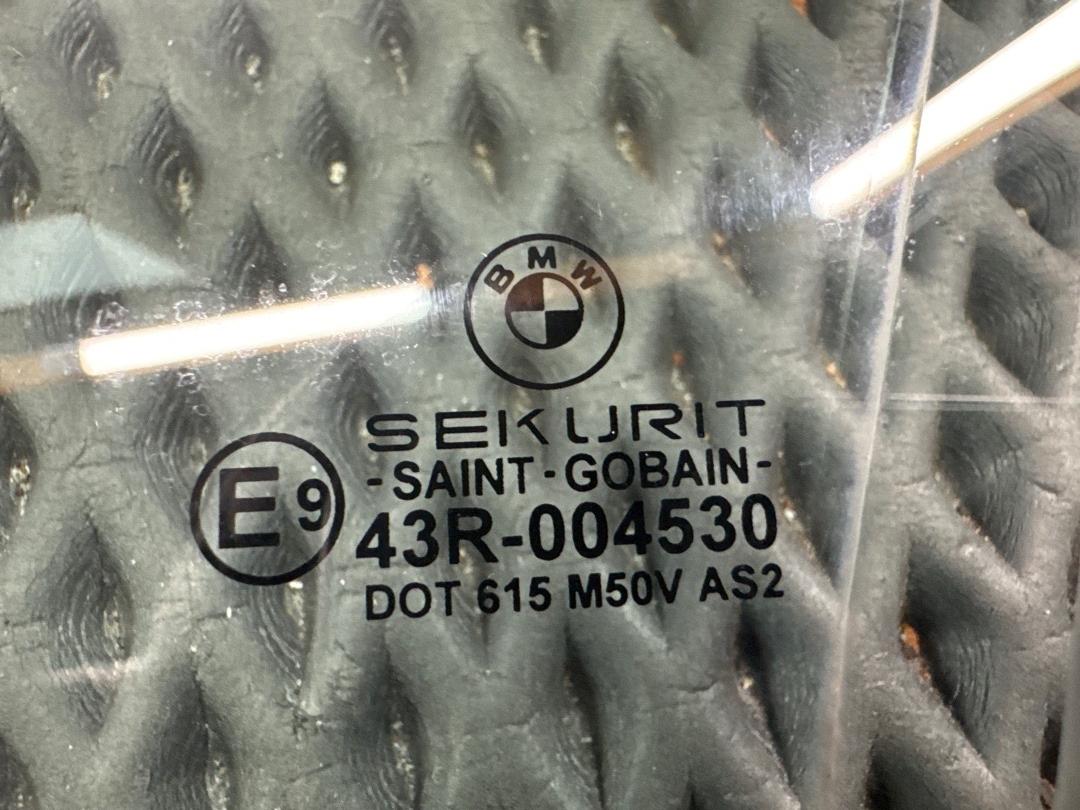 BMW
SEKURIT
-SAINT-GOBAIN-
E9
43R-004530
DOT 615 M50V AS2